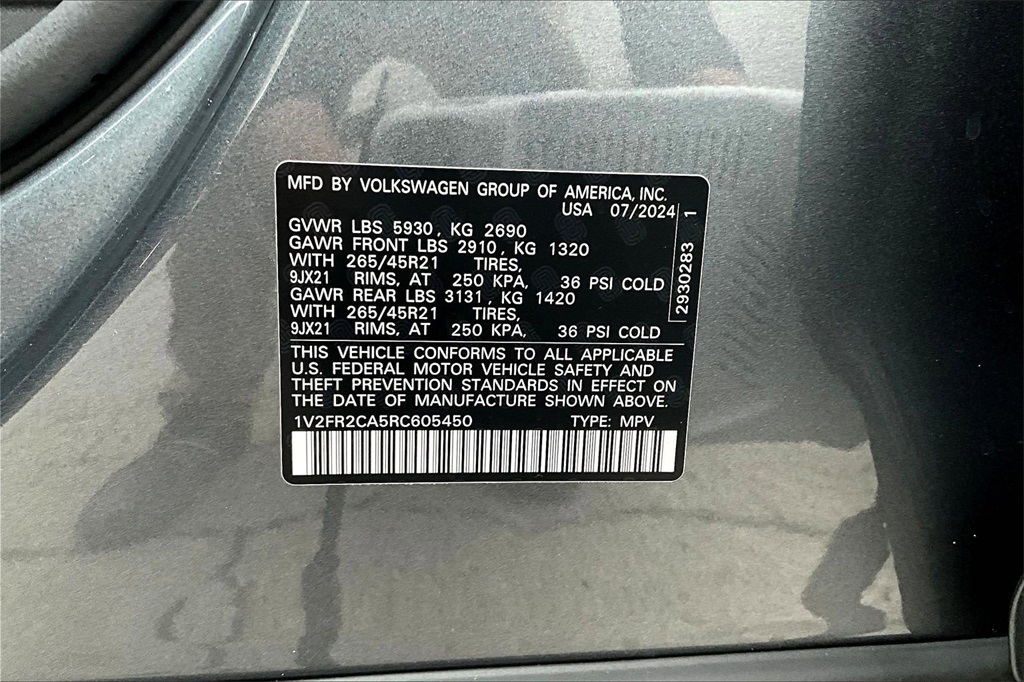 MFD BY VOLKSWAGEN GROUP OF AMERICA, INC.
USA 07/2024
GVWR LBS 5930, KG 2690
GAWR FRONT LBS 2910, KG 1320
WITH 265/45R21 TIRES,
9JX21 RIMS, AT 250 KPA, 36 PSI COLD
GAWR REAR LBS 3131, KG 1420
WITH 265/45R21 TIRES,
9JX21 RIMS, AT 250 KPA, 36 PSI COLD
2930283 1
THIS VEHICLE CONFORMS TO ALL APPLICABLE
U.S. FEDERAL MOTOR VEHICLE SAFETY AND
THEFT PREVENTION STANDARDS IN EFFECT ON
THE DATE OF MANUFACTURE SHOWN ABOVE.
1V2FR2CA5RC605450 TYPE: MPV